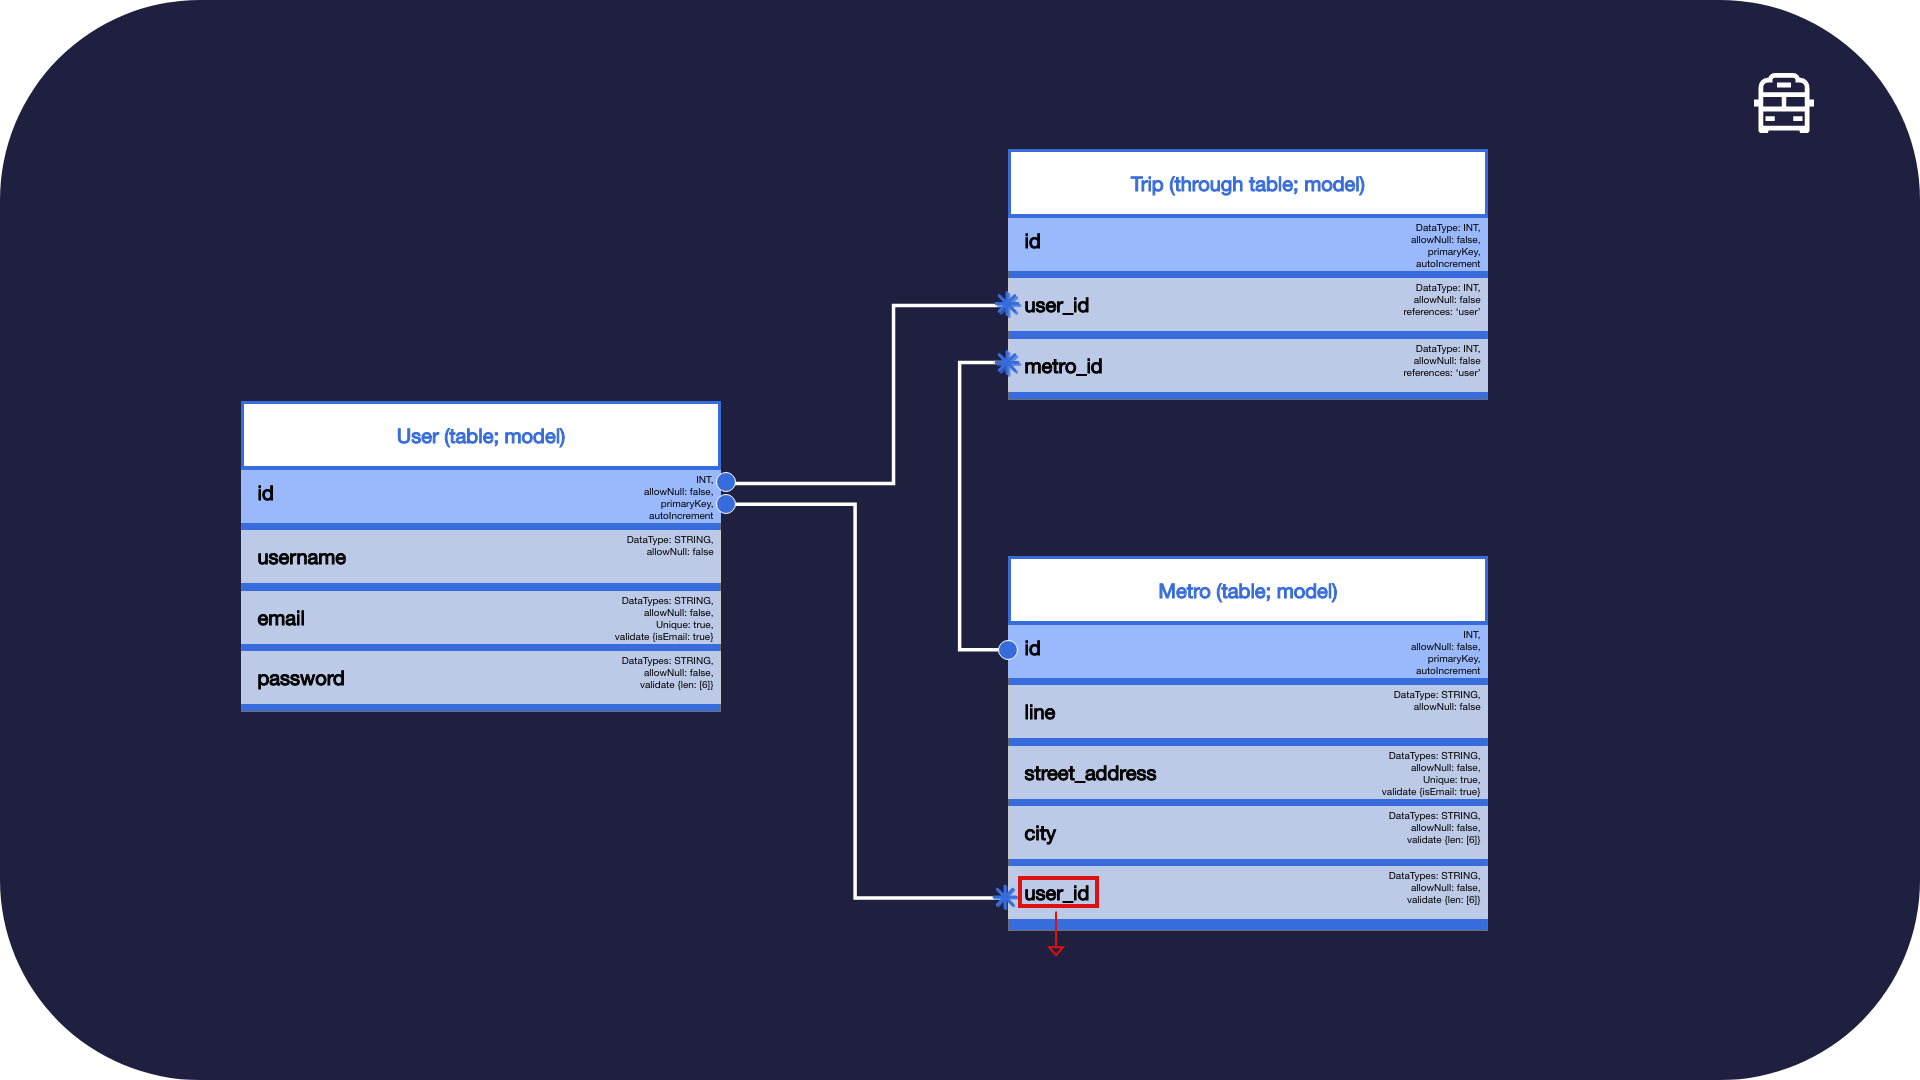 Trip (through table; model)
id
DataType: INT,
allowNull: false,
primaryKey,
autoIncrement
user_id
DataType: INT,
allowNull: false
references: ‘user’
metro_id
DataType: INT,
allowNull: false
references: ‘user’
User (table; model)
id
INT,
allowNull: false,
primaryKey,
autoIncrement
username
DataType: STRING,
allowNull: false
email
DataTypes: STRING,
allowNull: false,
Unique: true,
validate {isEmail: true}
password
DataTypes: STRING,
allowNull: false,
validate {len: [6]}
Metro (table; model)
id
INT,
allowNull: false,
primaryKey,
autoIncrement
line
DataType: STRING,
allowNull: false
street_address
DataTypes: STRING,
allowNull: false,
Unique: true,
validate {isEmail: true}
city
DataTypes: STRING,
allowNull: false,
validate {len: [6]}
user_id
DataTypes: STRING,
allowNull: false,
validate {len: [6]}